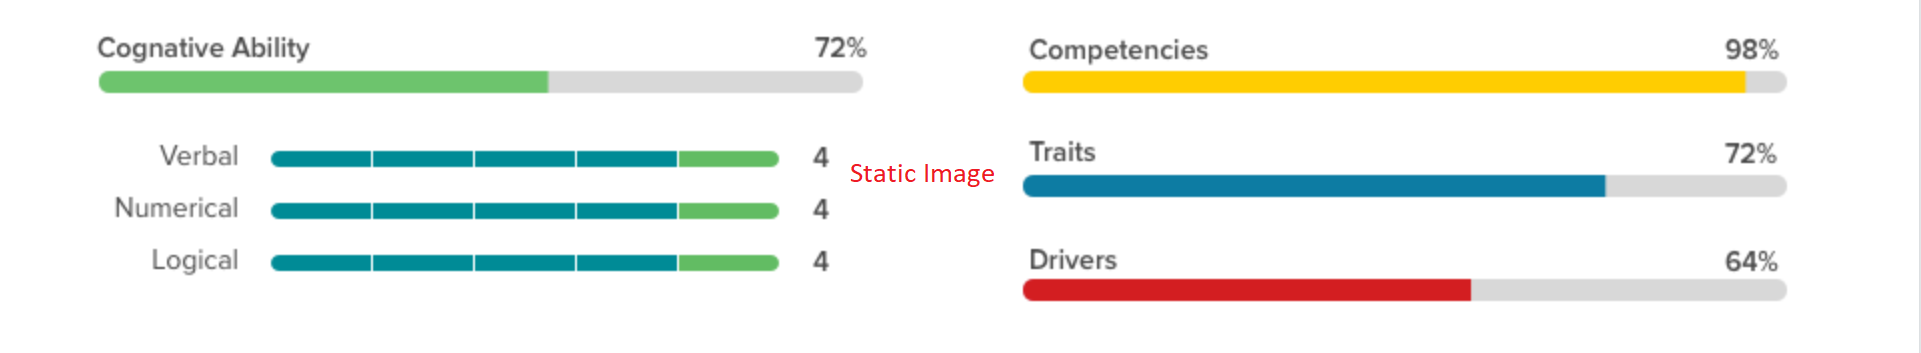 Cognative Ability 72%
Verbal 4
Numerical 4
Logical 4
Static Image
Competencies 98%
Traits 72%
Drivers 64%